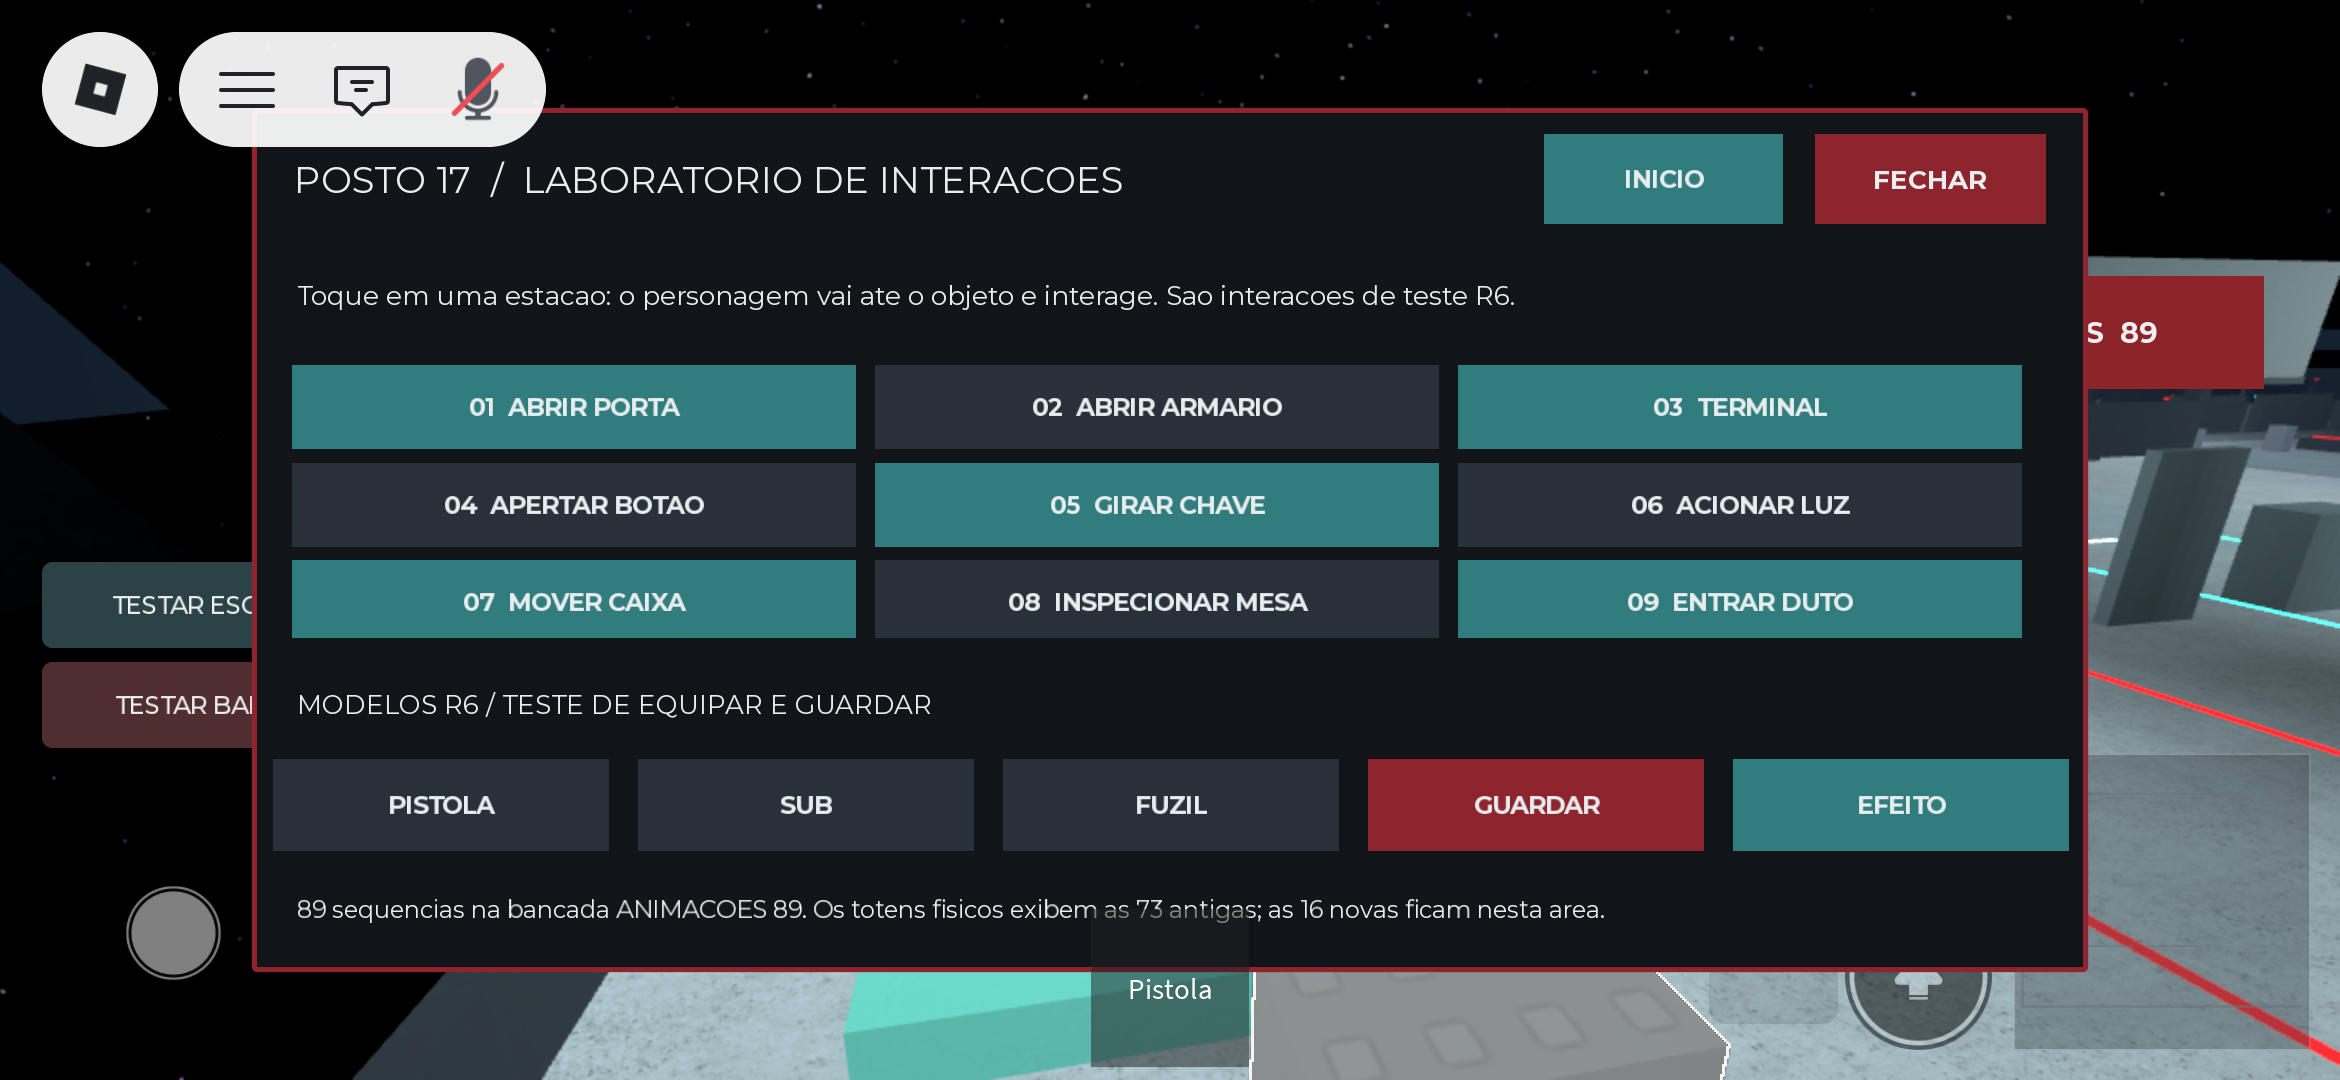 POSTO 17 / LABORATORIO DE INTERACOES
INICIO
FECHAR
Toque em uma estacao: o personagem vai ate o objeto e interage. Sao interacoes de teste R6.
S 89
01 ABRIR PORTA
02 ABRIR ARMARIO
03 TERMINAL
04 APERTAR BOTAO
05 GIRAR CHAVE
06 ACIONAR LUZ
07 MOVER CAIXA
08 INSPECIONAR MESA
09 ENTRAR DUTO
TESTAR ESC
TESTAR BA
MODELOS R6 / TESTE DE EQUIPAR E GUARDAR
PISTOLA
SUB
FUZIL
GUARDAR
EFEITO
89 sequencias na bancada ANIMACOES 89. Os totens fisicos exibem as 73 antigas; as 16 novas ficam nesta area.
Pistola